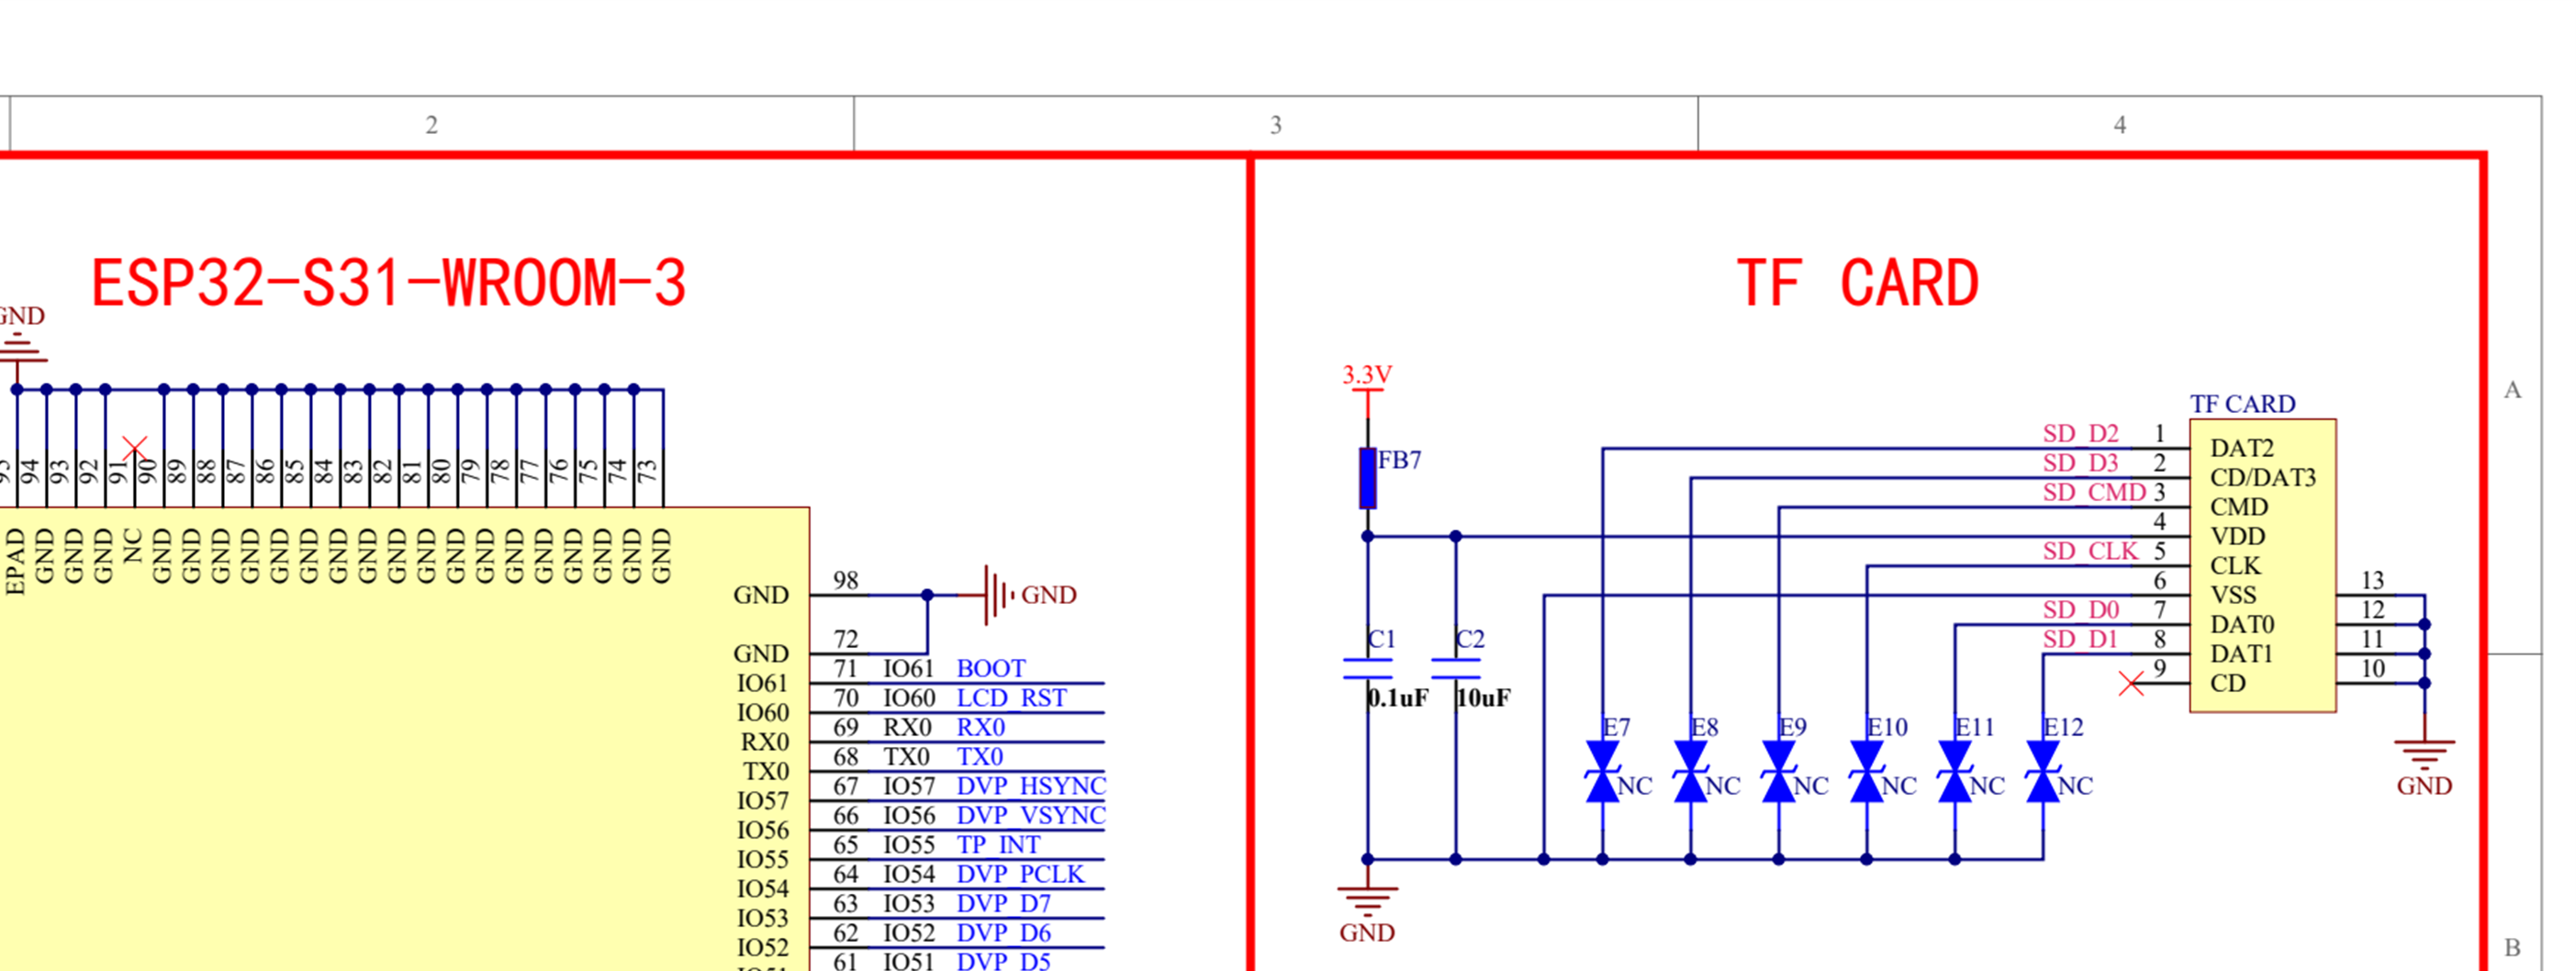 2
3
4
ESP32-S31-WROOM-3
TF CARD
GND
3.3V
A
TF CARD
FB7
94 93 92 91 90 89 88 87 86 85 84 83 82 81 80 79 78 77 76 75 74 73
EPAD GND GND GND NC GND GND GND GND GND GND GND GND GND GND GND GND GND GND GND GND GND GND
SD_D2 1 DAT2
SD_D3 2 CD/DAT3
SD_CMD 3 CMD
4 VDD
SD_CLK 5 CLK
6 VSS 13
SD_D0 7 DAT0 12
SD_D1 8 DAT1 11
9 CD 10
GND
GND 98 GND
GND 72
IO61 71 IO61 BOOT
IO60 70 IO60 LCD_RST
RX0 69 RX0 RX0
TX0 68 TX0 TX0
IO57 67 IO57 DVP_HSYNC
IO56 66 IO56 DVP_VSYNC
IO55 65 IO55 TP_INT
IO54 64 IO54 DVP_PCLK
IO53 63 IO53 DVP_D7
IO52 62 IO52 DVP_D6
61 IO51 DVP_D5
C1 C2
0.1uF 10uF
E7 E8 E9 E10 E11 E12
NC NC NC NC NC NC
GND
B